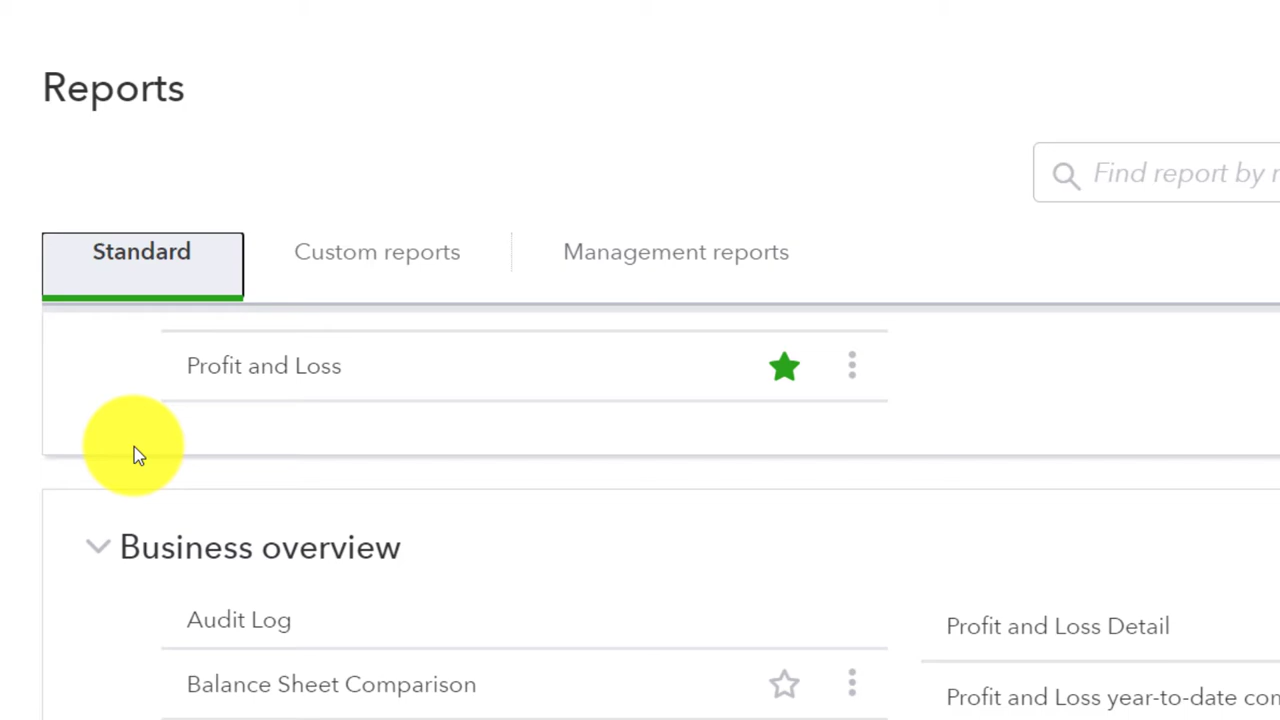 Reports
Find report by
Standard
Custom reports
Management reports
Profit and Loss
Business overview
Audit Log
Profit and Loss Detail
Balance Sheet Comparison
Profit and Loss year-to-date